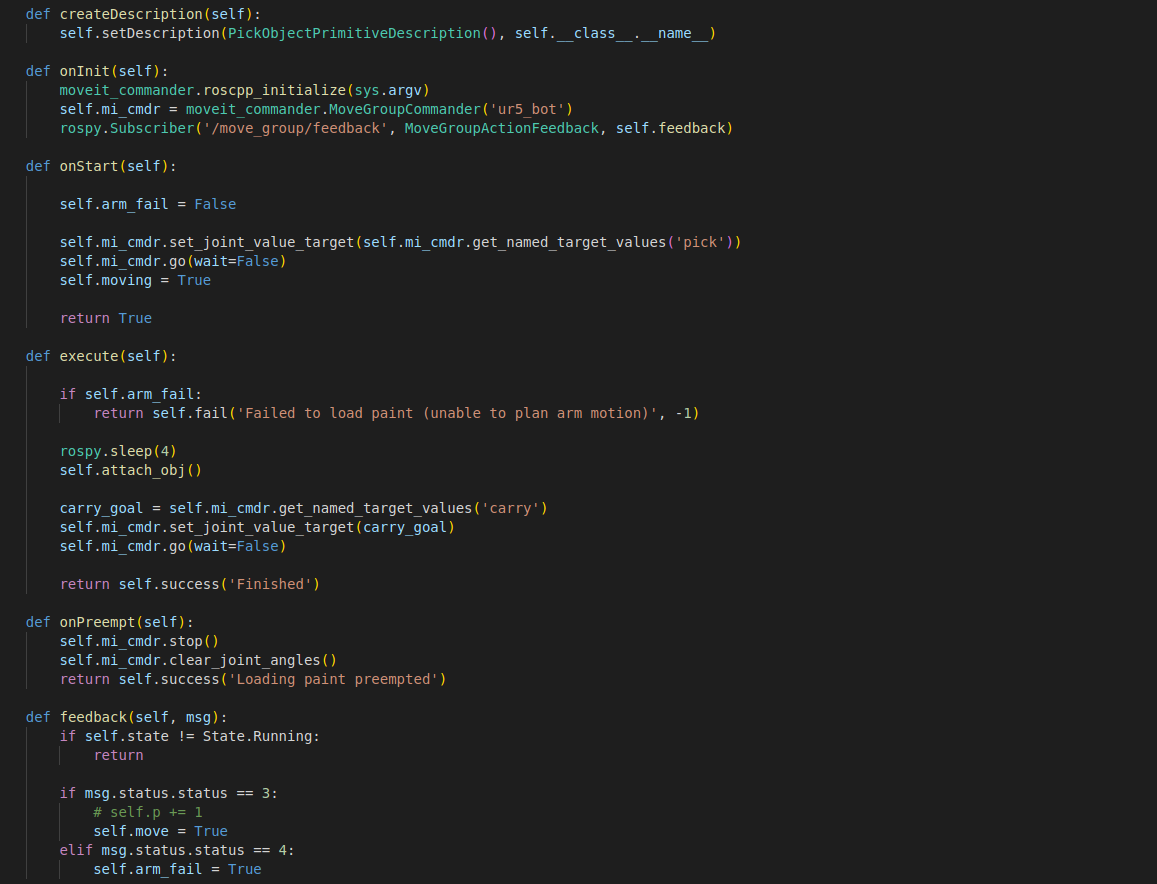 def createDescription(self):
    self.setDescription(PickObjectPrimitiveDescription(), self.__class__.__name__)

def onInit(self):
    moveit_commander.roscpp_initialize(sys.argv)
    self.mi_cmdr = moveit_commander.MoveGroupCommander('ur5_bot')
    rospy.Subscriber('/move_group/feedback', MoveGroupActionFeedback, self.feedback)

def onStart(self):

    self.arm_fail = False

    self.mi_cmdr.set_joint_value_target(self.mi_cmdr.get_named_target_values('pick'))
    self.mi_cmdr.go(wait=False)
    self.moving = True

    return True

def execute(self):

    if self.arm_fail:
        return self.fail('Failed to load paint (unable to plan arm motion)', -1)

    rospy.sleep(4)
    self.attach_obj()

    carry_goal = self.mi_cmdr.get_named_target_values('carry')
    self.mi_cmdr.set_joint_value_target(carry_goal)
    self.mi_cmdr.go(wait=False)

    return self.success('Finished')

def onPreempt(self):
    self.mi_cmdr.stop()
    self.mi_cmdr.clear_joint_angles()
    return self.success('Loading paint preempted')

def feedback(self, msg):
    if self.state != State.Running:
        return

    if msg.status.status == 3:
        # self.p += 1
        self.move = True
    elif msg.status.status == 4:
        self.arm_fail = True